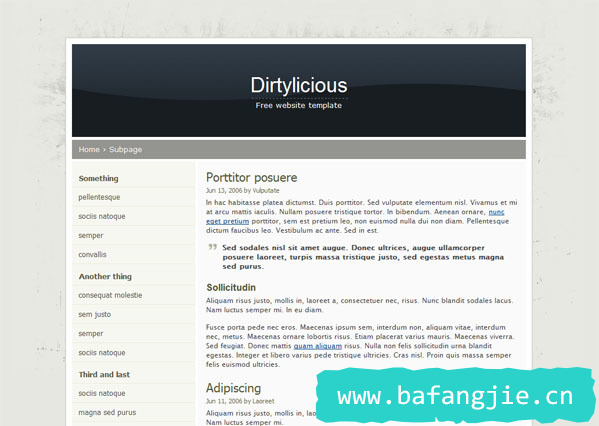 Dirtylicious
Free website template
Home › Subpage
Something
pellentesque
sociis natoque
semper
convallis
Another thing
consequat molestie
sem justo
semper
sociis natoque
Third and last
sociis natoque
magna sed purus
Porttitor posuere
Jun 13, 2006 by Vulputate
In hac habitasse platea dictumst. Duis porttitor. Sed vulputate elementum nisl. Vivamus et mi
at arcu mattis iaculis. Nullam posuere tristique tortor. In bibendum. Aenean ornare, nunc
eget pretium porttitor, sem est pretium leo, non euismod nulla dui non diam. Pellentesque
dictum faucibus leo. Vestibulum ac ante. Sed in est.
Sed sodales nisl sit amet augue. Donec ultrices, augue ullamcorper
posuere laoreet, turpis massa tristique justo, sed egestas metus magna
sed purus.
Sollicitudin
Aliquam risus justo, mollis in, laoreet a, consectetuer nec, risus. Nunc blandit sodales lacus.
Nam luctus semper mi. In eu diam.
Fusce porta pede nec eros. Maecenas ipsum sem, interdum non, aliquam vitae, interdum
nec, metus. Maecenas ornare lobortis risus. Etiam placerat varius mauris. Maecenas viverra.
Sed feugiat. Donec mattis quam aliquam risus. Nulla non felis sollicitudin urna blandit
egestas. Integer et libero varius pede tristique ultricies. Cras nisl. Proin quis massa semper
felis euismod ultricies.
Adipiscing
Jun 11, 2006 by Laoreet
Aliquam risus justo, mollis in, la
Nam luctus semper mi.
www.bafangjie.cn